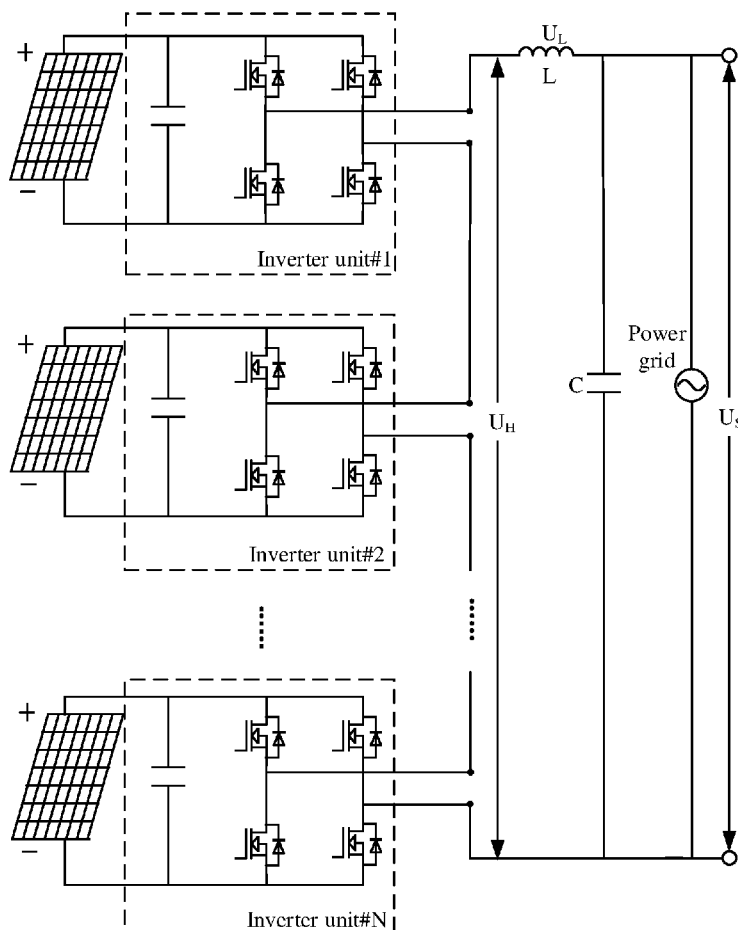 +
−
Inverter unit#1
U_L
L
+
−
Inverter unit#2
Power
grid
C
U_H
U_S
+
−
Inverter unit#N